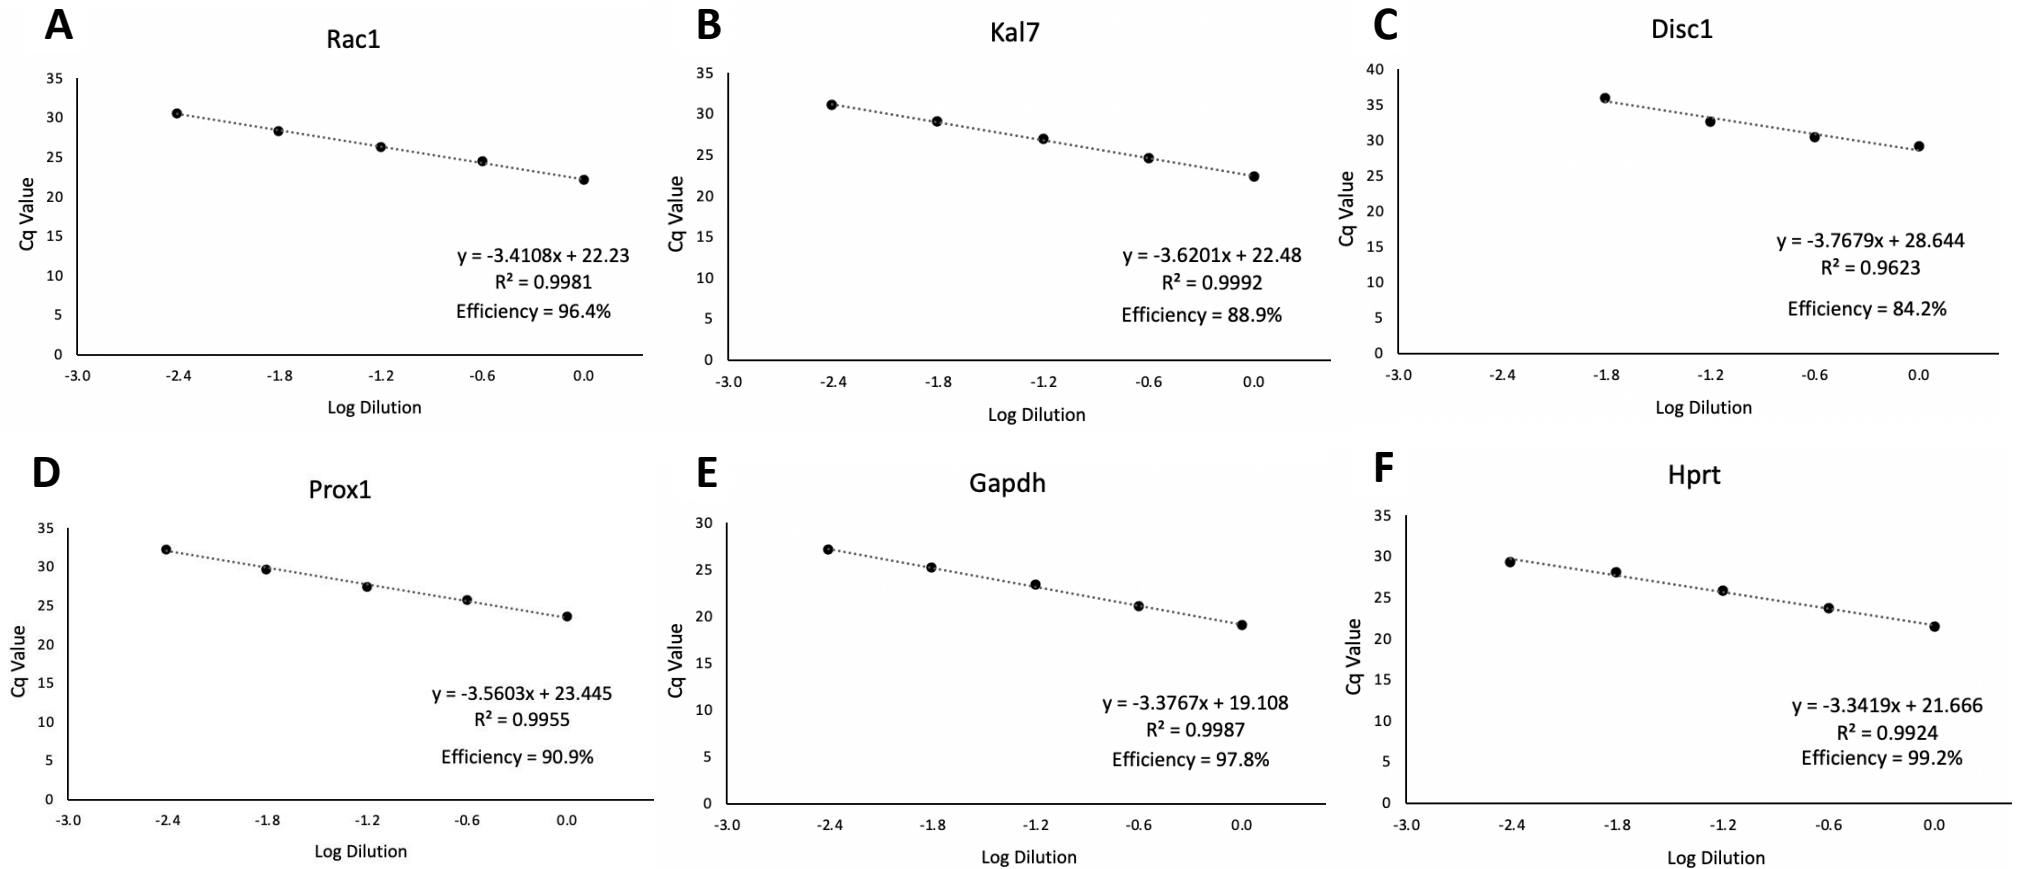 A
Rac1
35
30
25
20
15
10
5
0
Cq Value
y = -3.4108x + 22.23
R² = 0.9981
Efficiency = 96.4%
-3.0 -2.4 -1.8 -1.2 -0.6 0.0
Log Dilution
B
Kal7
35
30
25
20
15
10
5
0
Cq Value
y = -3.6201x + 22.48
R² = 0.9992
Efficiency = 88.9%
-3.0 -2.4 -1.8 -1.2 -0.6 0.0
Log Dilution
C
Disc1
40
35
30
25
20
15
10
5
0
Cq Value
y = -3.7679x + 28.644
R² = 0.9623
Efficiency = 84.2%
-3.0 -2.4 -1.8 -1.2 -0.6 0.0
Log Dilution
D
Prox1
35
30
25
20
15
10
5
0
Cq Value
y = -3.5603x + 23.445
R² = 0.9955
Efficiency = 90.9%
-3.0 -2.4 -1.8 -1.2 -0.6 0.0
Log Dilution
E
Gapdh
30
25
20
15
10
5
0
Cq Value
y = -3.3767x + 19.108
R² = 0.9987
Efficiency = 97.8%
-3.0 -2.4 -1.8 -1.2 -0.6 0.0
Log Dilution
F
Hprt
35
30
25
20
15
10
5
0
Cq Value
y = -3.3419x + 21.666
R² = 0.9924
Efficiency = 99.2%
-3.0 -2.4 -1.8 -1.2 -0.6 0.0
Log Dilution